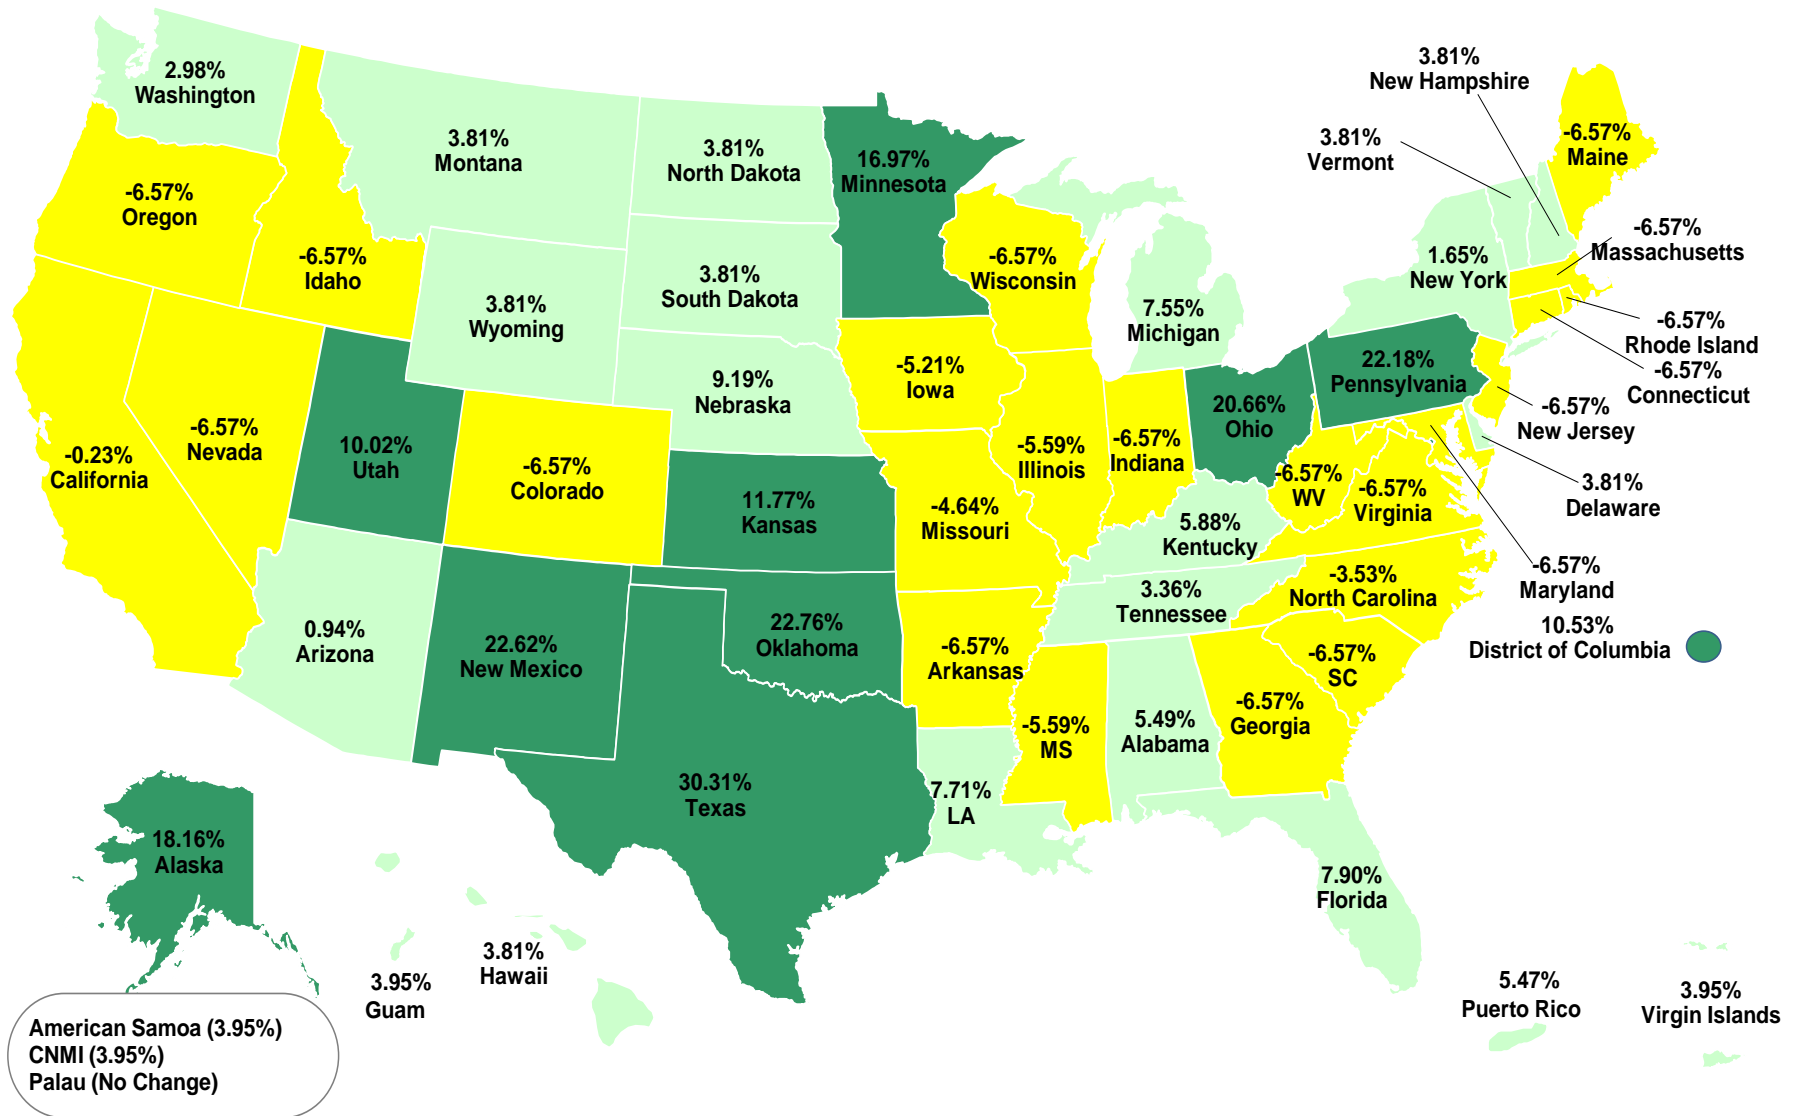 2.98%
Washington
3.81%
Montana
3.81%
North Dakota
16.97%
Minnesota
3.81%
New Hampshire
3.81%
Vermont
-6.57%
Maine
-6.57%
Oregon
-6.57%
Idaho
3.81%
Wyoming
3.81%
South Dakota
-6.57%
Wisconsin
7.55%
Michigan
1.65%
New York
-6.57%
Massachusetts
-6.57%
Rhode Island
-6.57%
Connecticut
-6.57%
New Jersey
3.81%
Delaware
-6.57%
Maryland
10.53%
District of Columbia
-0.23%
California
-6.57%
Nevada
10.02%
Utah
-6.57%
Colorado
9.19%
Nebraska
11.77%
Kansas
-5.21%
Iowa
-4.64%
Missouri
-5.59%
Illinois
-6.57%
Indiana
20.66%
Ohio
22.18%
Pennsylvania
-6.57%
WV
-6.57%
Virginia
5.88%
Kentucky
3.36%
Tennessee
-3.53%
North Carolina
-6.57%
SC
-6.57%
Georgia
0.94%
Arizona
22.62%
New Mexico
22.76%
Oklahoma
-6.57%
Arkansas
30.31%
Texas
7.71%
LA
-5.59%
MS
5.49%
Alabama
7.90%
Florida
18.16%
Alaska
3.95%
Guam
3.81%
Hawaii
5.47%
Puerto Rico
3.95%
Virgin Islands
American Samoa (3.95%)
CNMI (3.95%)
Palau (No Change)